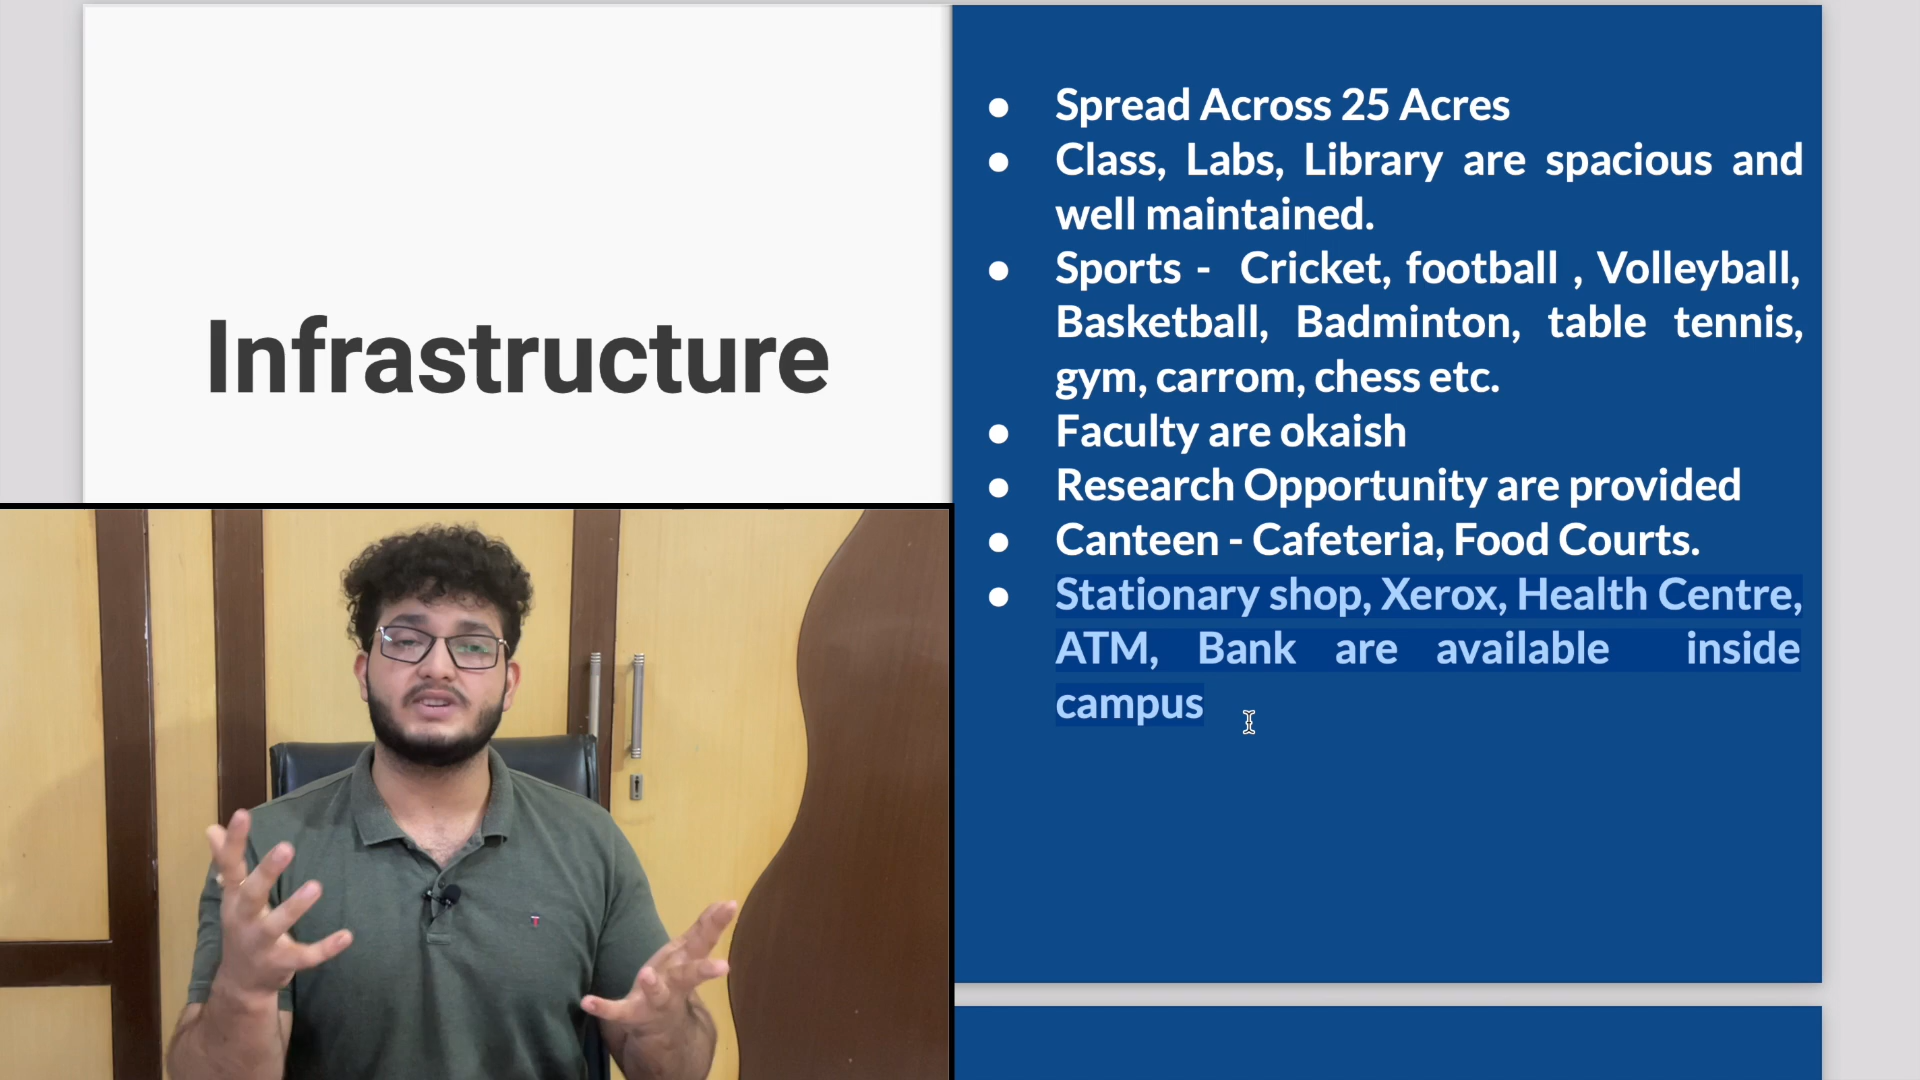 Infrastructure
● Spread Across 25 Acres
● Class, Labs, Library are spacious and
well maintained.
● Sports - Cricket, football , Volleyball,
Basketball, Badminton, table tennis,
gym, carrom, chess etc.
● Faculty are okaish
● Research Opportunity are provided
● Canteen - Cafeteria, Food Courts.
● Stationary shop, Xerox, Health Centre,
ATM, Bank are available inside
campus